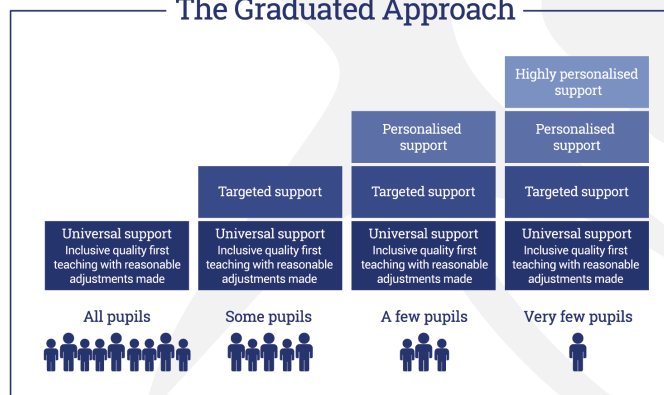 The Graduated Approach
Highly personalised
support
Personalised
support
Personalised
support
Targeted support
Targeted support
Targeted support
Universal support
Inclusive quality first
teaching with reasonable
adjustments made
Universal support
Inclusive quality first
teaching with reasonable
adjustments made
Universal support
Inclusive quality first
teaching with reasonable
adjustments made
Universal support
Inclusive quality first
teaching with reasonable
adjustments made
All pupils
Some pupils
A few pupils
Very few pupils